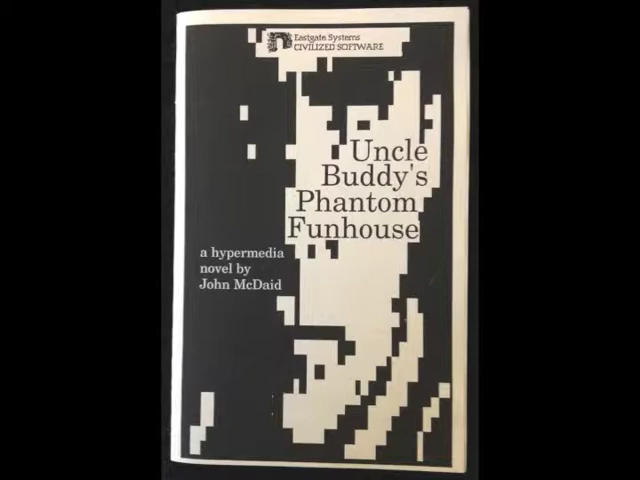 Eastgate Systems
CIVILIZED SOFTWARE
Uncle
Buddy's
Phantom
Funhouse
a hypermedia
novel by
John McDaid